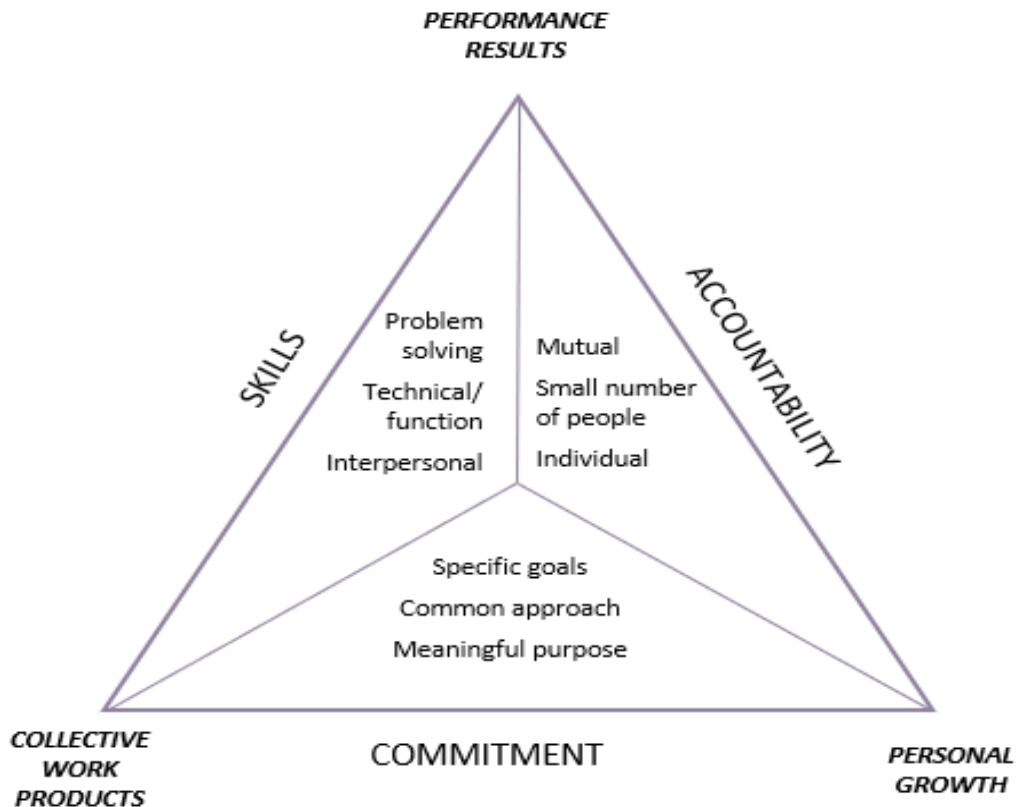 PERFORMANCE
RESULTS
SKILLS
ACCOUNTABILITY
Problem
solving
Technical/
function
Interpersonal
Mutual
Small number
of people
Individual
Specific goals
Common approach
Meaningful purpose
COLLECTIVE
WORK
PRODUCTS
COMMITMENT
PERSONAL
GROWTH